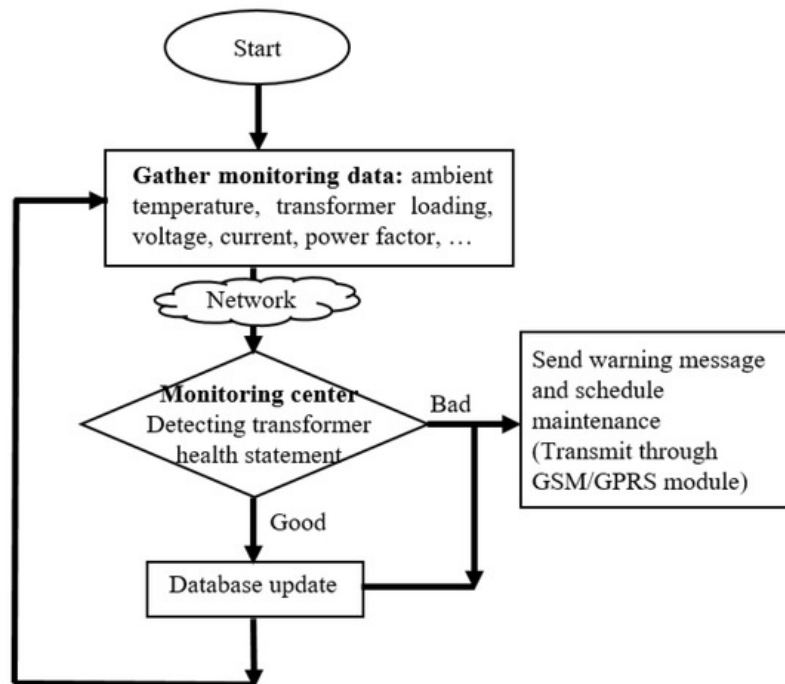 Start
Gather monitoring data: ambient
temperature, transformer loading,
voltage, current, power factor, …
Network
Monitoring center
Detecting transformer
health statement
Bad
Send warning message
and schedule
maintenance
(Transmit through
GSM/GPRS module)
Good
Database update